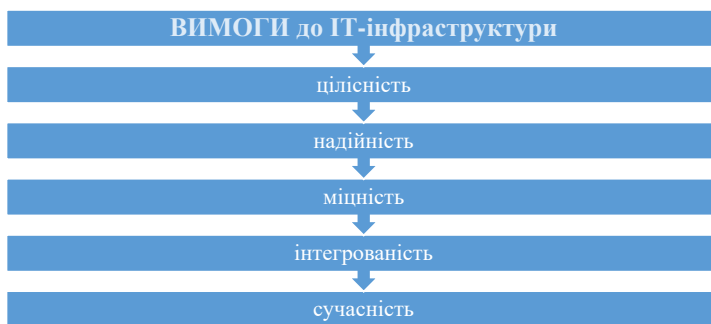 ВИМОГИ до ІТ-інфраструктури
цілісність
надійність
міцність
інтегрованість
сучасність